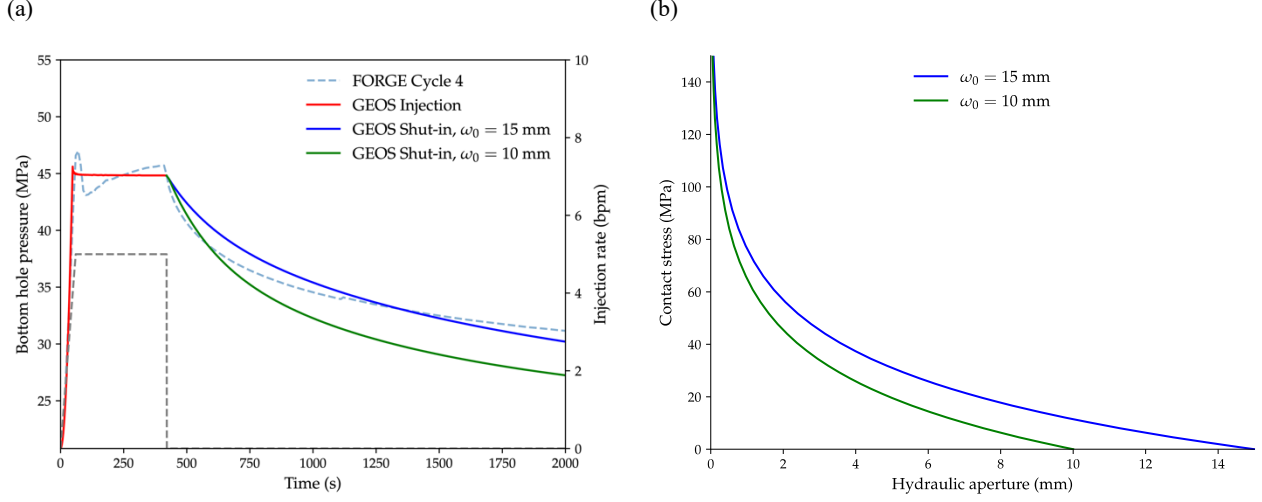 (a)
(b)
55
50
45
40
35
30
25
Bottom hole pressure (MPa)
0
250
500
750
1000
1250
1500
1750
2000
Time (s)
10
8
6
4
2
0
Injection rate (bpm)
FORGE Cycle 4
GEOS Injection
GEOS Shut-in, ω₀ = 15 mm
GEOS Shut-in, ω₀ = 10 mm
140
120
100
80
60
40
20
0
Contact stress (MPa)
0
2
4
6
8
10
12
14
Hydraulic aperture (mm)
ω₀ = 15 mm
ω₀ = 10 mm